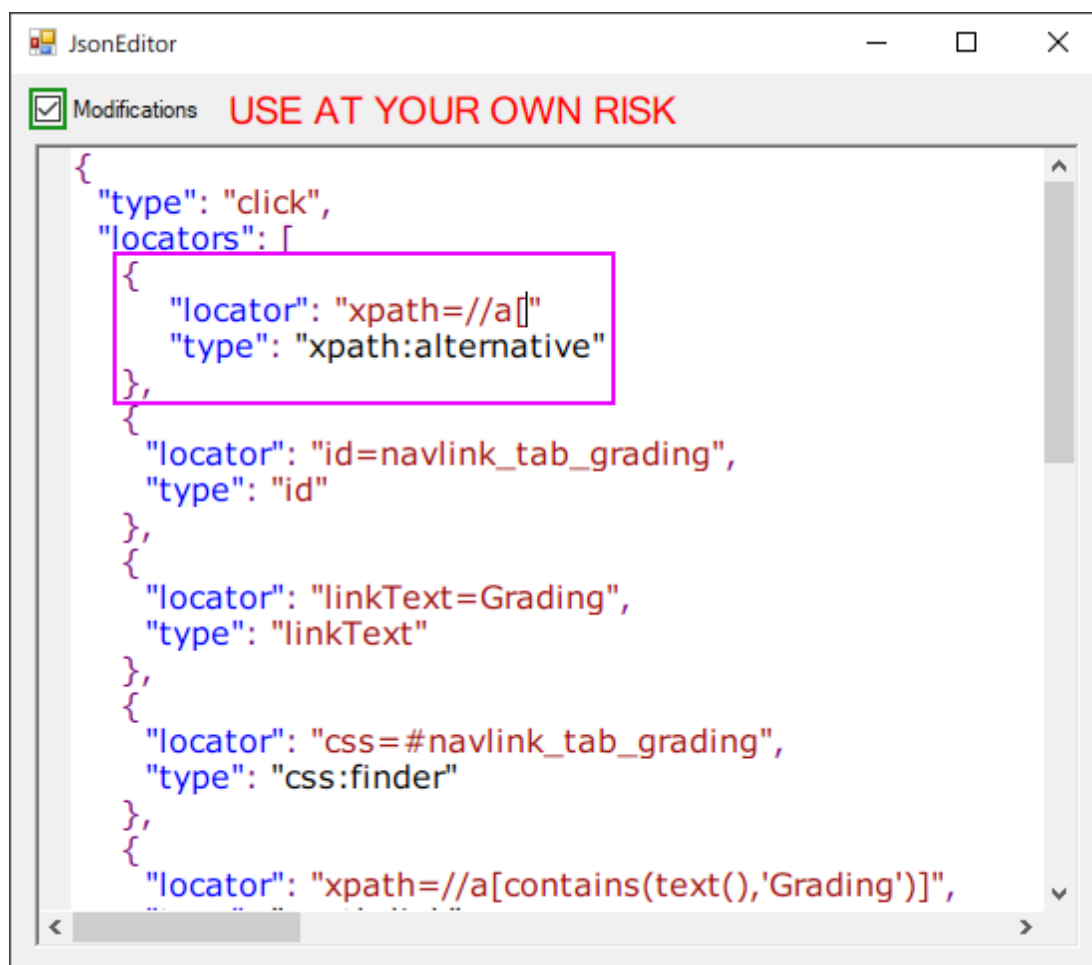 JsonEditor
Modifications USE AT YOUR OWN RISK
{
"type": "click",
"locators": [
{
"locator": "xpath=//a["
"type": "xpath:alternative"
},
{
"locator": "id=navlink_tab_grading",
"type": "id"
},
{
"locator": "linkText=Grading",
"type": "linkText"
},
{
"locator": "css=#navlink_tab_grading",
"type": "css:finder"
},
{
"locator": "xpath=//a[contains(text(),'Grading')]",